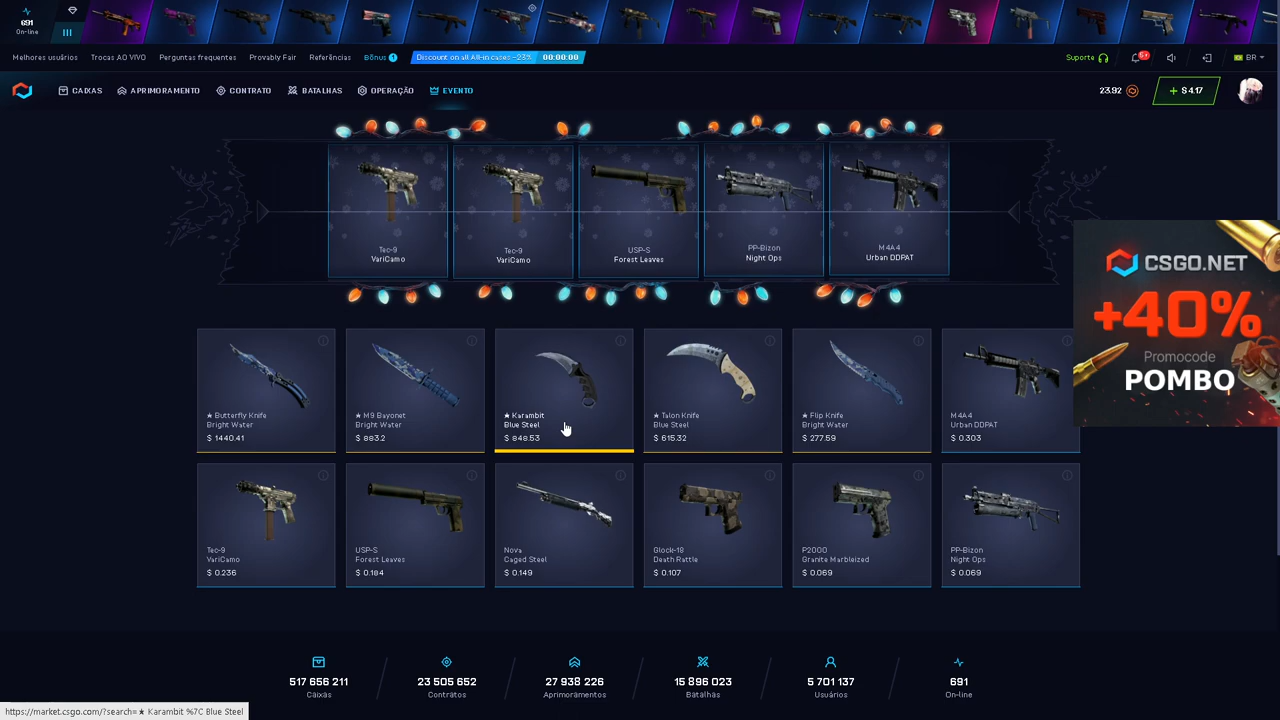 691
On-line
Melhores usuários
Trocas AO VIVO
Perguntas frequentes
Provably Fair
Referências
Bônus 1
Discount on all All-in cases -23% 00:00:00
Suporte
5+
BR
CAIXAS
APRIMORAMENTO
CONTRATO
BATALHAS
OPERAÇÃO
EVENTO
23.92
+ $ 4.17
Tec-9
VariCamo
Tec-9
VariCamo
USP-S
Forest Leaves
PP-Bizon
Night Ops
M4A4
Urban DDPAT
CSGO.NET
+40%
Promocode
POMBO
★ Butterfly Knife
Bright Water
$ 1440.41
★ M9 Bayonet
Bright Water
$ 883.2
★ Karambit
Blue Steel
$ 848.53
★ Talon Knife
Blue Steel
$ 615.32
★ Flip Knife
Bright Water
$ 277.59
M4A4
Urban DDPAT
$ 0.303
Tec-9
VariCamo
$ 0.236
USP-S
Forest Leaves
$ 0.184
Nova
Caged Steel
$ 0.149
Glock-18
Death Rattle
$ 0.107
P2000
Granite Marbleized
$ 0.069
PP-Bizon
Night Ops
$ 0.069
517 656 211
Caixas
23 505 652
Contratos
27 938 226
Aprimoramentos
15 896 023
Batalhas
5 701 137
Usuários
691
On-line
https://market.csgo.com/?search=★ Karambit %7C Blue Steel